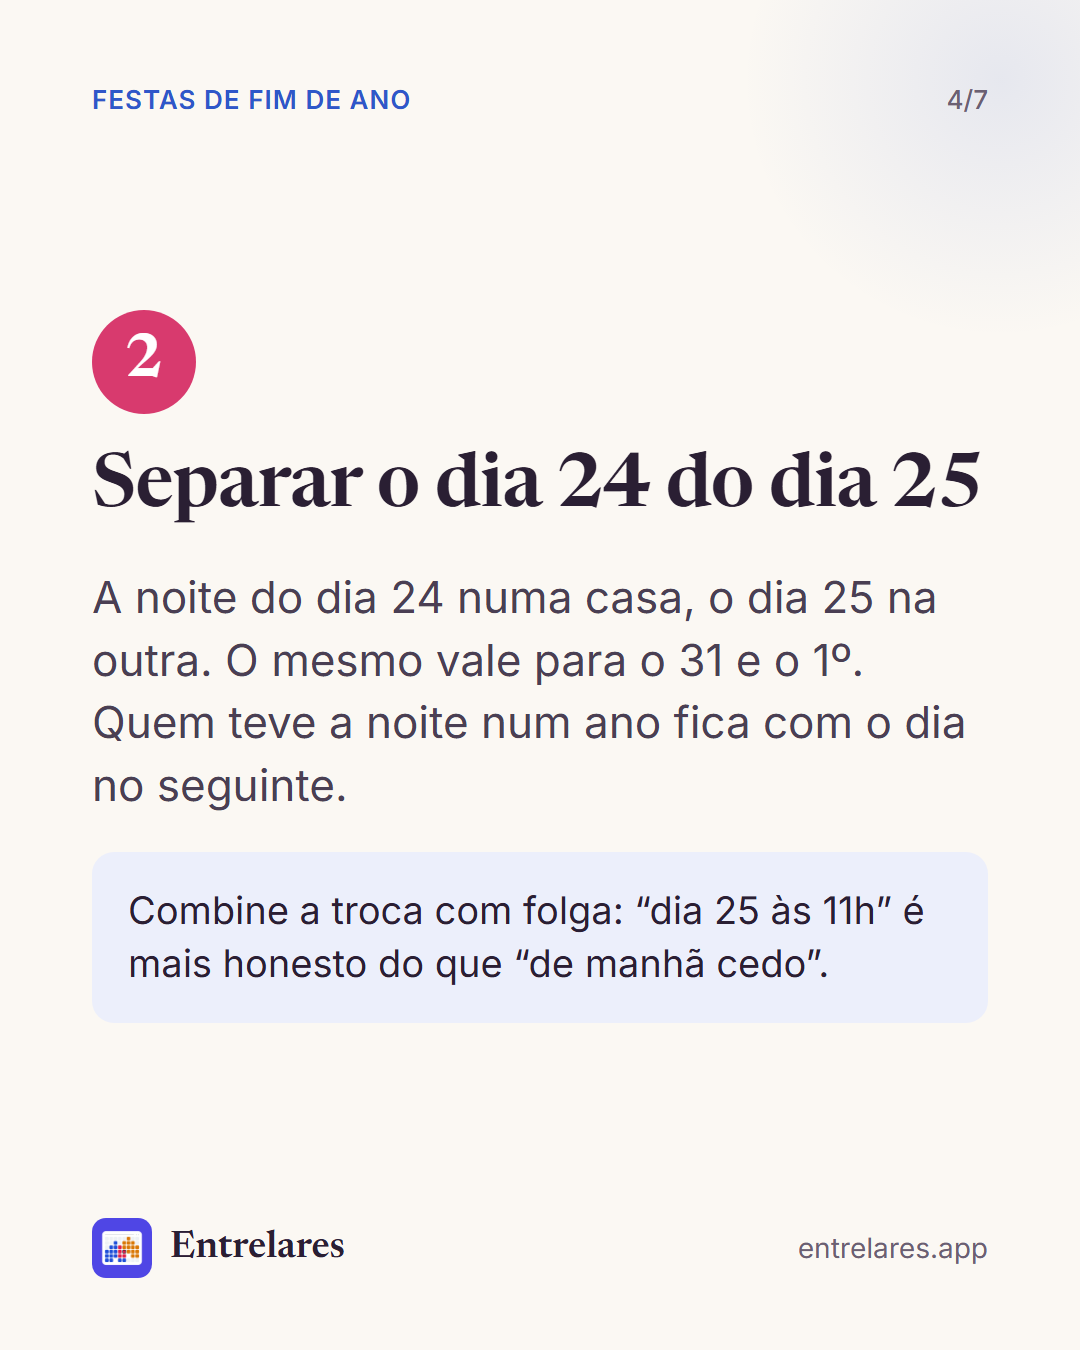 FESTAS DE FIM DE ANO
4/7
2
Separar o dia 24 do dia 25
A noite do dia 24 numa casa, o dia 25 na
outra. O mesmo vale para o 31 e o 1º.
Quem teve a noite num ano fica com o dia
no seguinte.
Combine a troca com folga: “dia 25 às 11h” é
mais honesto do que “de manhã cedo”.
Entrelares
entrelares.app